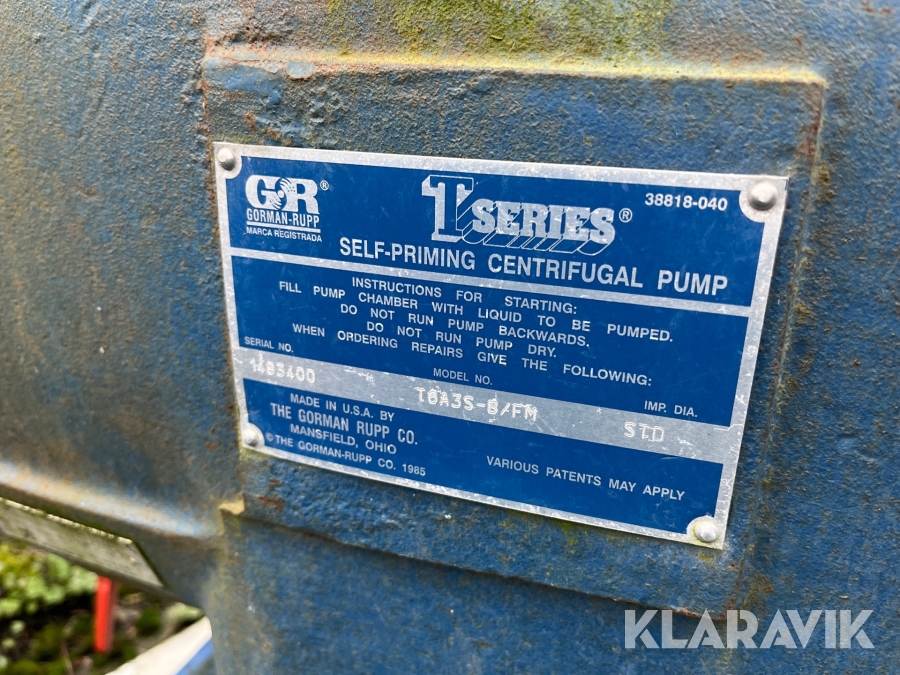 GR®
GORMAN-RUPP
MARCA REGISTRADA
T SERIES®
38818-040
SELF-PRIMING CENTRIFUGAL PUMP
INSTRUCTIONS FOR STARTING:
FILL PUMP CHAMBER WITH LIQUID TO BE PUMPED.
DO NOT RUN PUMP BACKWARDS.
DO NOT RUN PUMP DRY.
WHEN ORDERING REPAIRS GIVE THE FOLLOWING:
SERIAL NO. MODEL NO. IMP. DIA.
STD
MADE IN U.S.A. BY
THE GORMAN RUPP CO.
MANSFIELD, OHIO
© THE GORMAN-RUPP CO. 1985
VARIOUS PATENTS MAY APPLY
KLARAVIK